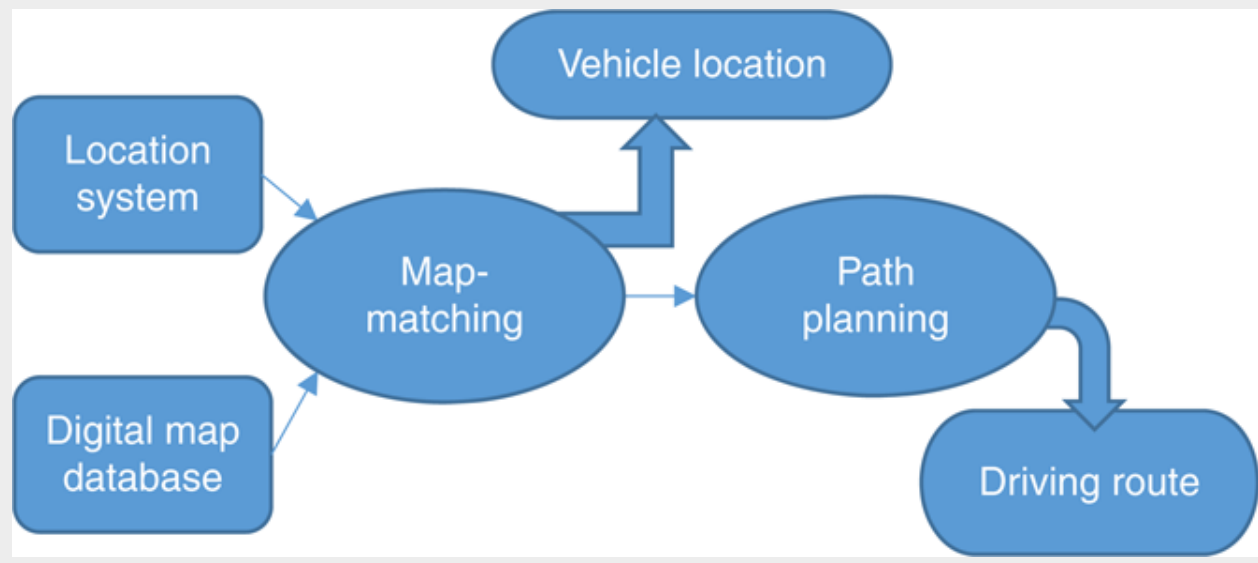 Vehicle location
Location
system
Map-
matching
Path
planning
Digital map
database
Driving route